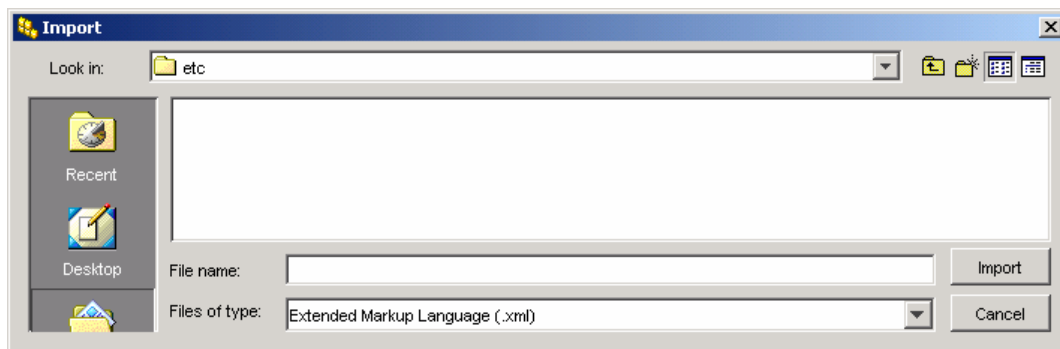 Import
Look in:
etc
Recent
Desktop
File name:
Import
Files of type:
Extended Markup Language (.xml)
Cancel